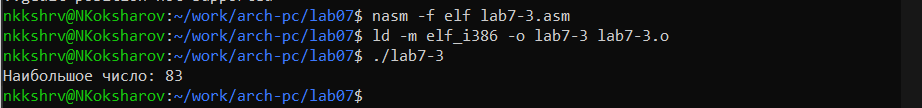 nkkshrv@NKoksharov:~/work/arch-pc/lab07$ nasm -f elf lab7-3.asm
nkkshrv@NKoksharov:~/work/arch-pc/lab07$ ld -m elf_i386 -o lab7-3 lab7-3.o
nkkshrv@NKoksharov:~/work/arch-pc/lab07$ ./lab7-3
Наибольшое число: 83
nkkshrv@NKoksharov:~/work/arch-pc/lab07$